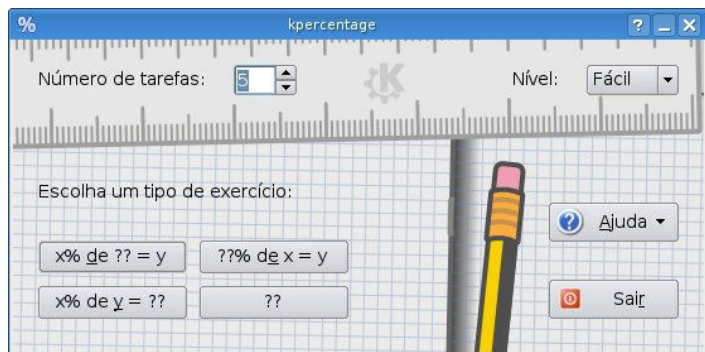 % kpercentage ?
Número de tarefas: 5 Nível: Fácil
Escolha um tipo de exercício:
x% de ?? = y ??% de x = y
x% de y = ?? ??
? Ajuda
Sair